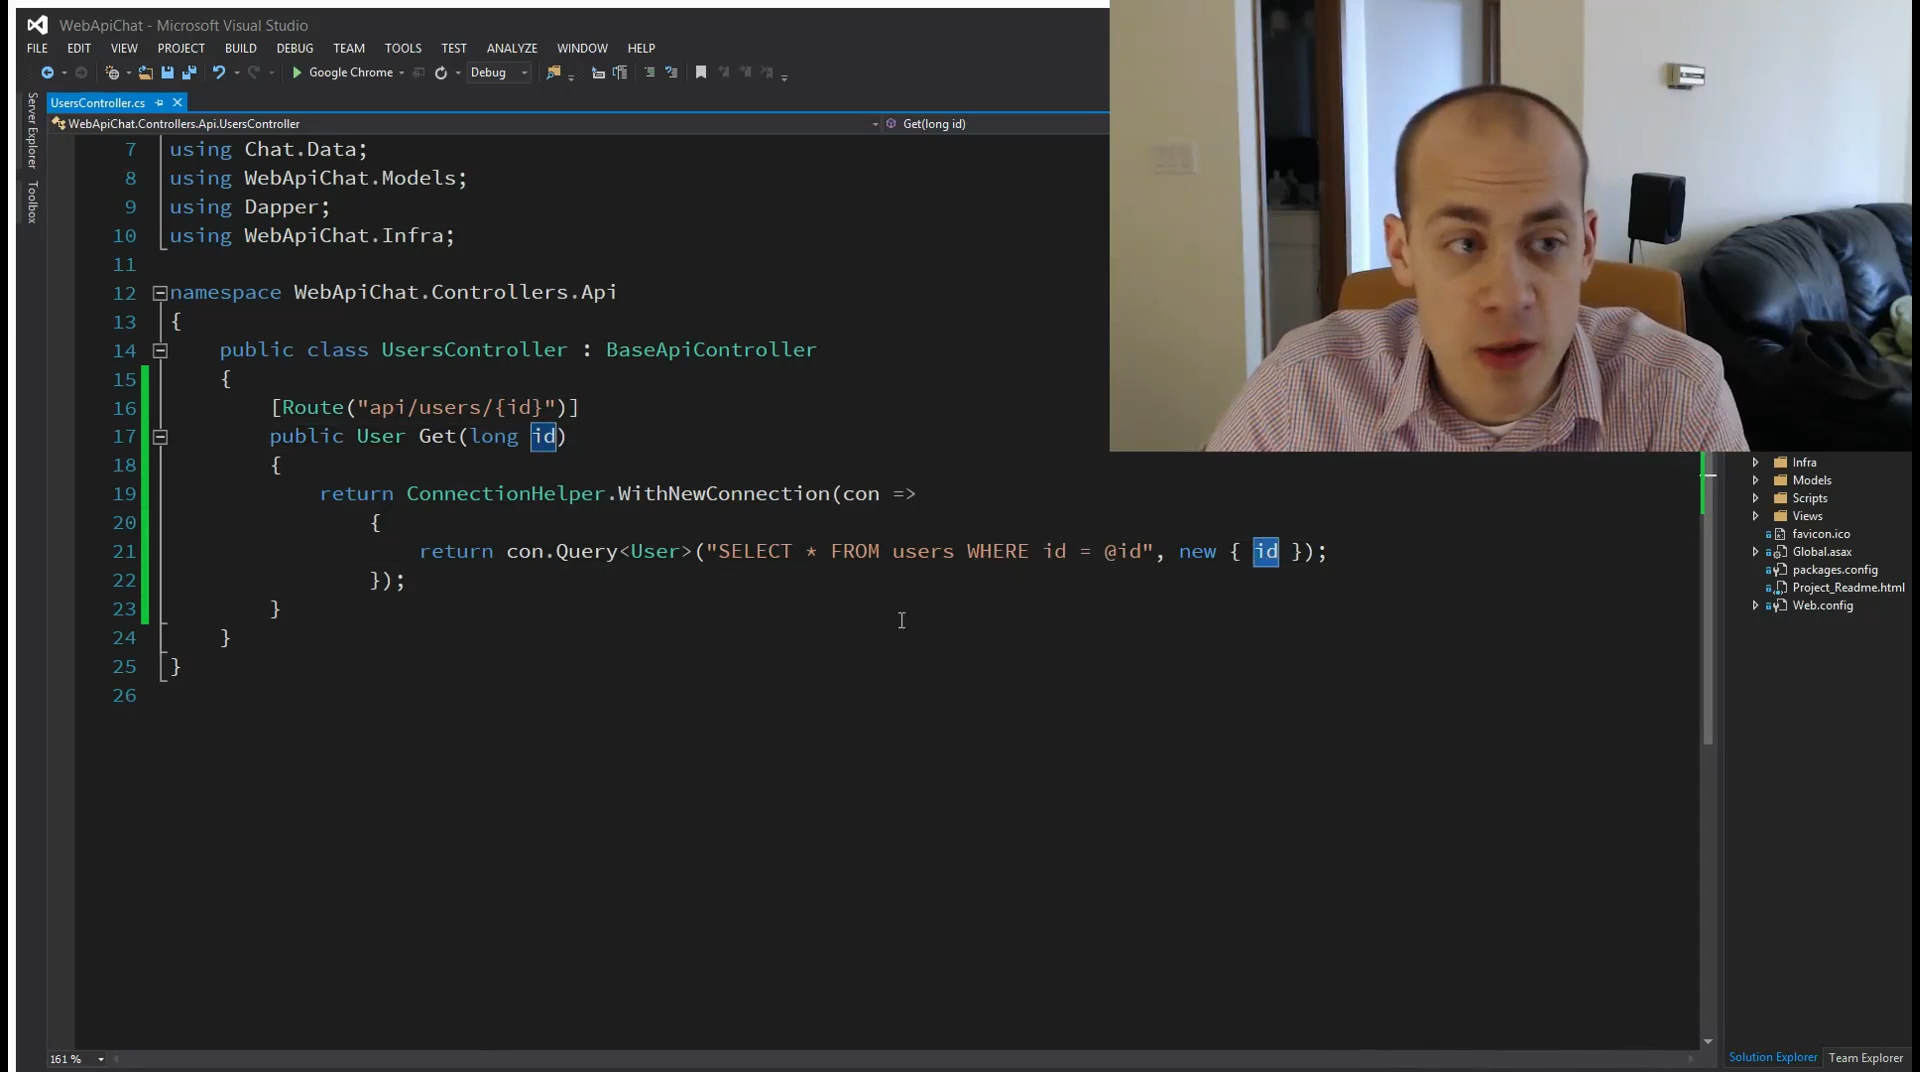 WebApiChat - Microsoft Visual Studio
FILE EDIT VIEW PROJECT BUILD DEBUG TEAM TOOLS TEST ANALYZE WINDOW HELP
Google Chrome Debug
Server Explorer
Toolbox
UsersController.cs
WebApiChat.Controllers.Api.UsersController Get(long id)
7 using Chat.Data;
8 using WebApiChat.Models;
9 using Dapper;
10 using WebApiChat.Infra;
11
12 namespace WebApiChat.Controllers.Api
13 {
14 public class UsersController : BaseApiController
15 {
16 [Route("api/users/{id}")]
17 public User Get(long id)
18 {
19 return ConnectionHelper.WithNewConnection(con =>
20 {
21 return con.Query<User>("SELECT * FROM users WHERE id = @id", new { id });
22 });
23 }
24 }
25 }
26
Infra
Models
Scripts
Views
favicon.ico
Global.asax
packages.config
Project_Readme.html
Web.config
161 %
Solution Explorer Team Explorer